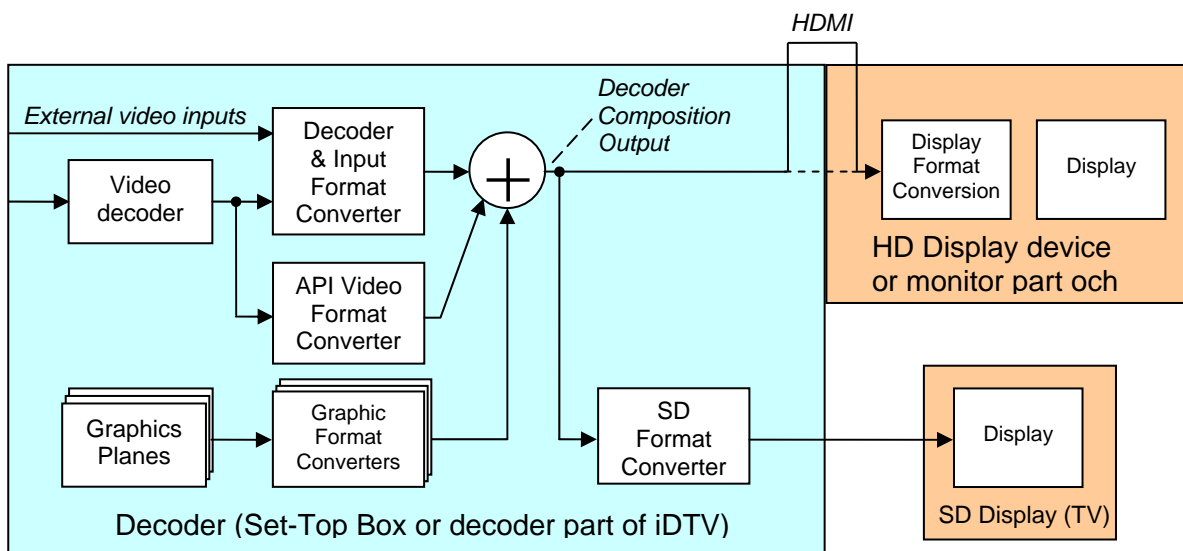 HDMI
External video inputs
Decoder
& Input
Format
Converter
Decoder
Composition
Output
Display
Format
Conversion
Display
Video
decoder
HD Display device
or monitor part och
API Video
Format
Converter
Graphics
Planes
Graphic
Format
Converters
SD
Format
Converter
Display
Decoder (Set-Top Box or decoder part of iDTV)
SD Display (TV)